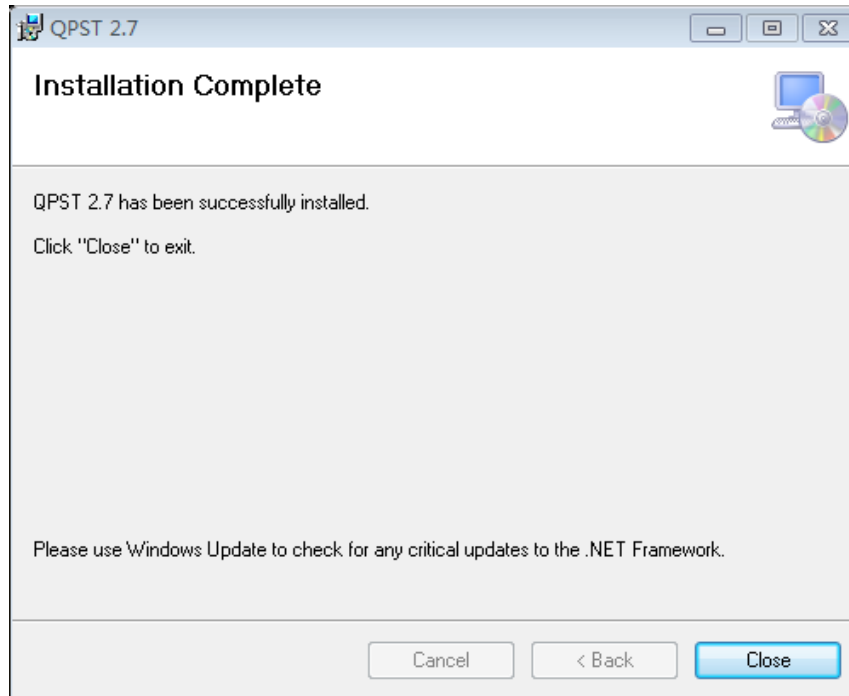 QPST 2.7
Installation Complete
QPST 2.7 has been successfully installed.
Click "Close" to exit.
Please use Windows Update to check for any critical updates to the .NET Framework.
Cancel
< Back
Close